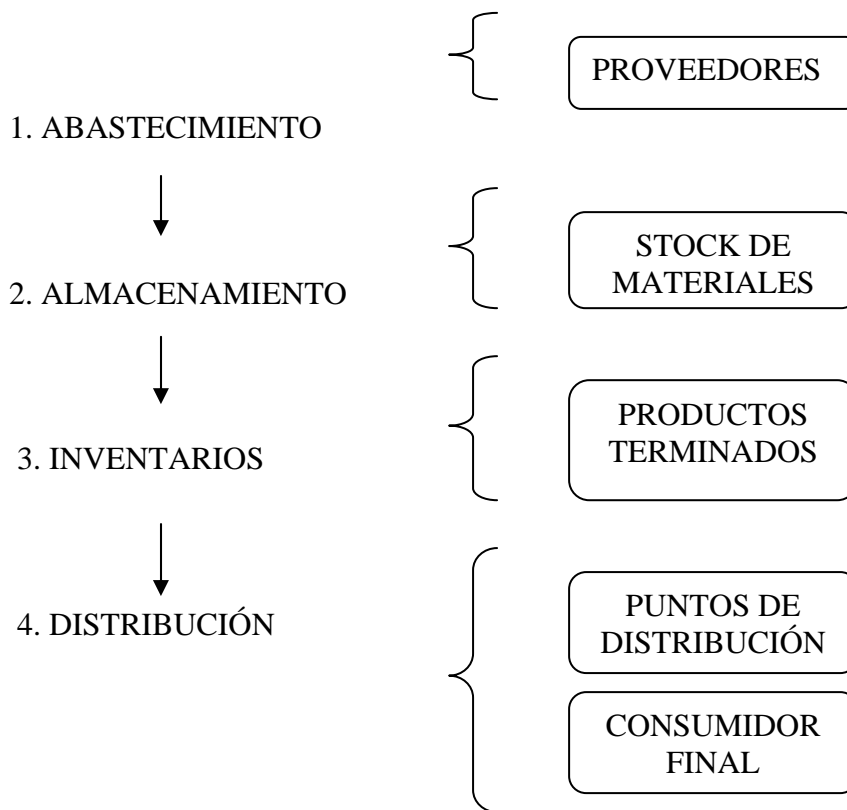 PROVEEDORES
1. ABASTECIMIENTO
STOCK DE
MATERIALES
2. ALMACENAMIENTO
PRODUCTOS
TERMINADOS
3. INVENTARIOS
PUNTOS DE
DISTRIBUCIÓN
4. DISTRIBUCIÓN
CONSUMIDOR
FINAL